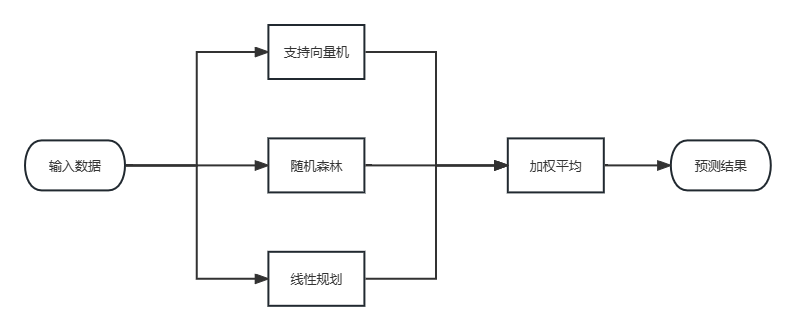 支持向量机
输入数据
随机森林
加权平均
预测结果
线性规划